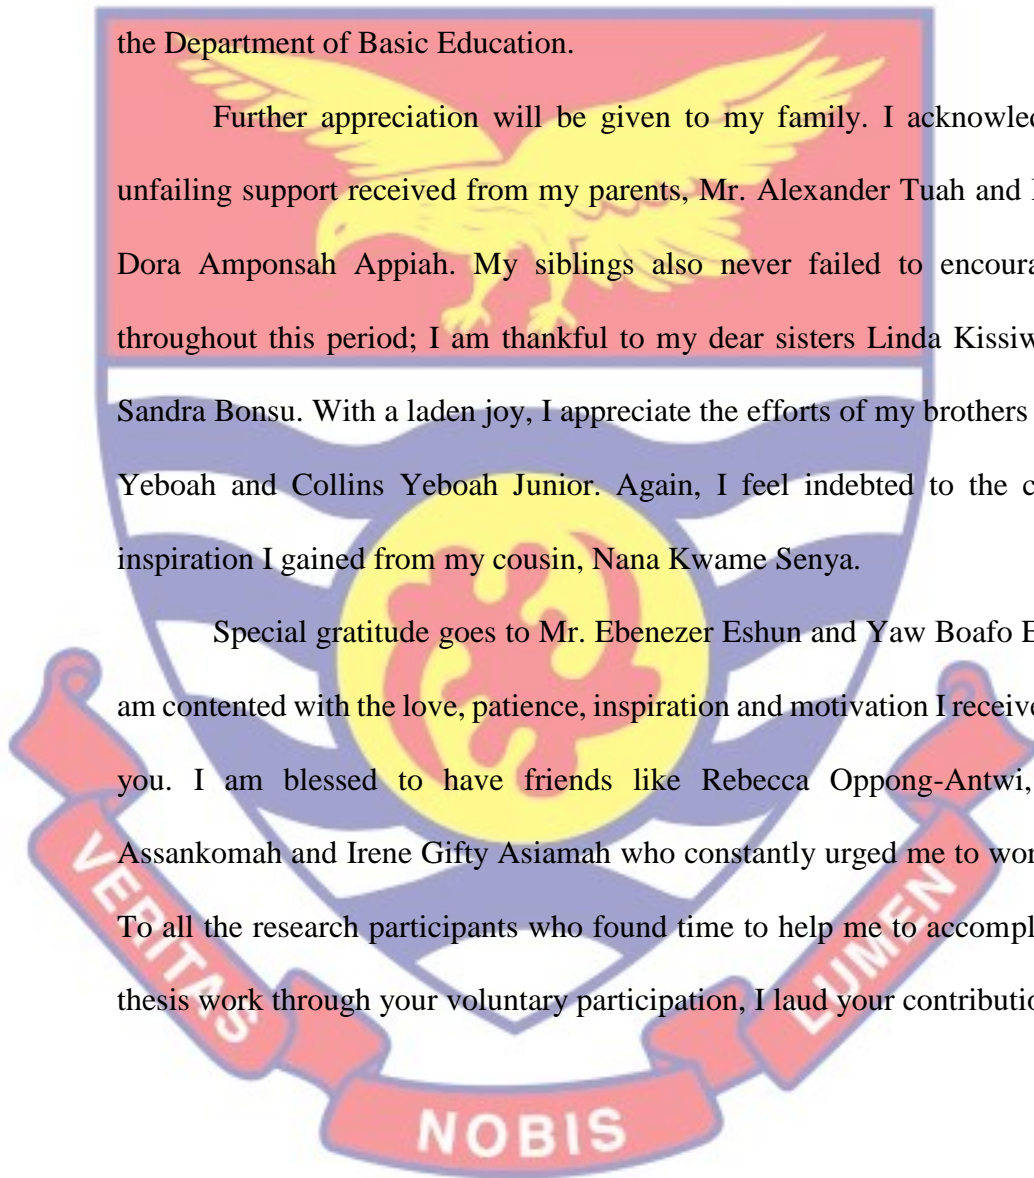 the Department of Basic Education.
Further appreciation will be given to my family. I acknowled
unfailing support received from my parents, Mr. Alexander Tuah and
Dora Amponsah Appiah. My siblings also never failed to encoura
throughout this period; I am thankful to my dear sisters Linda Kissiw
Sandra Bonsu. With a laden joy, I appreciate the efforts of my brothers
Yeboah and Collins Yeboah Junior. Again, I feel indebted to the c
inspiration I gained from my cousin, Nana Kwame Senya.
Special gratitude goes to Mr. Ebenezer Eshun and Yaw Boafo E
am contented with the love, patience, inspiration and motivation I receive
you. I am blessed to have friends like Rebecca Oppong-Antwi,
Assankomah and Irene Gifty Asiamah who constantly urged me to wor
To all the research participants who found time to help me to accompl
thesis work through your voluntary participation, I laud your contributio
VERITAS
NOBIS
LUMEN